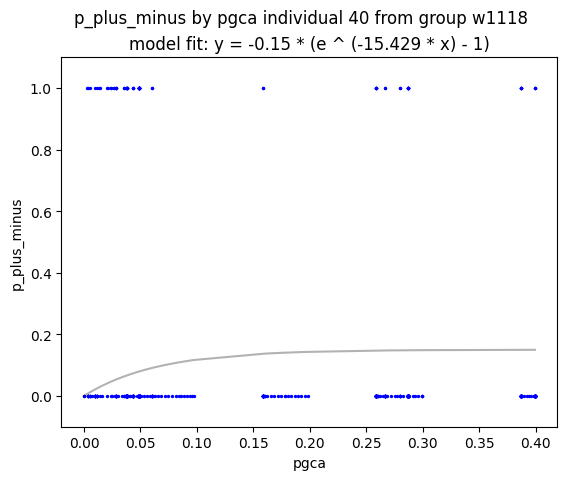 p_plus_minus by pgca individual 40 from group w1118
model fit: y = -0.15 * (e ^ (-15.429 * x) - 1)
1.0
0.8
0.6
0.4
0.2
0.0
p_plus_minus
0.00 0.05 0.10 0.15 0.20 0.25 0.30 0.35 0.40
pgca